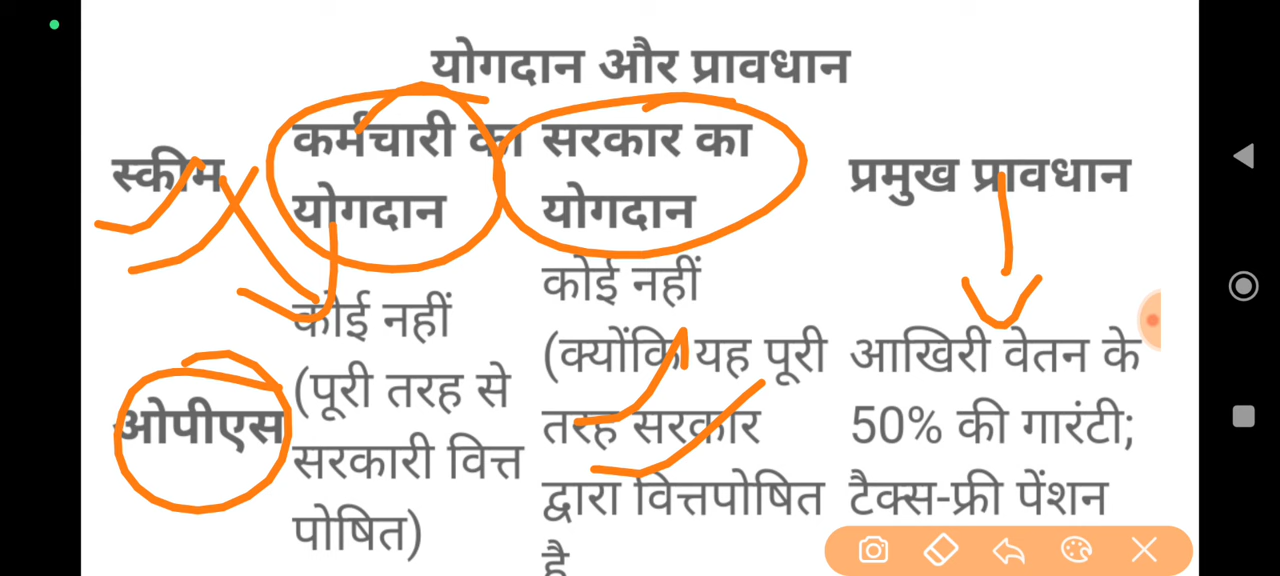 योगदान और प्रावधान
स्कीम
कर्मचारी का
योगदान
सरकार का
योगदान
प्रमुख प्रावधान
ओपीएस
कोई नहीं
(पूरी तरह से
सरकारी वित्त
पोषित)
कोई नहीं
(क्योंकि यह पूरी
तरह सरकार
द्वारा वित्तपोषित
है
आखिरी वेतन के
50% की गारंटी;
टैक्स-फ्री पेंशन